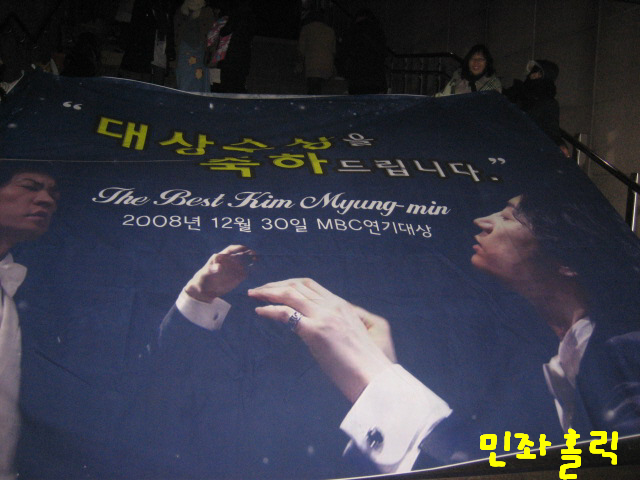 “대상수상을
축하드립니다.”
The Best Kim Myung-min
2008년 12월 30일 MBC연기대상
민좌홀릭